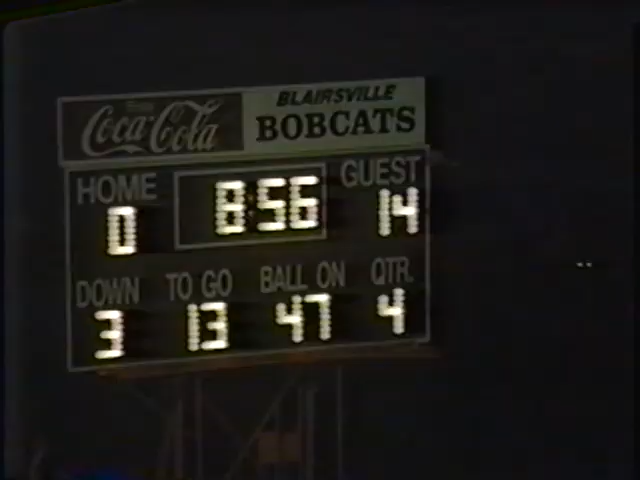 Enjoy
Coca-Cola
BLAIRSVILLE
BOBCATS
HOME 8:56 GUEST
0 14
DOWN TO GO BALL ON QTR.
3 13 47 4